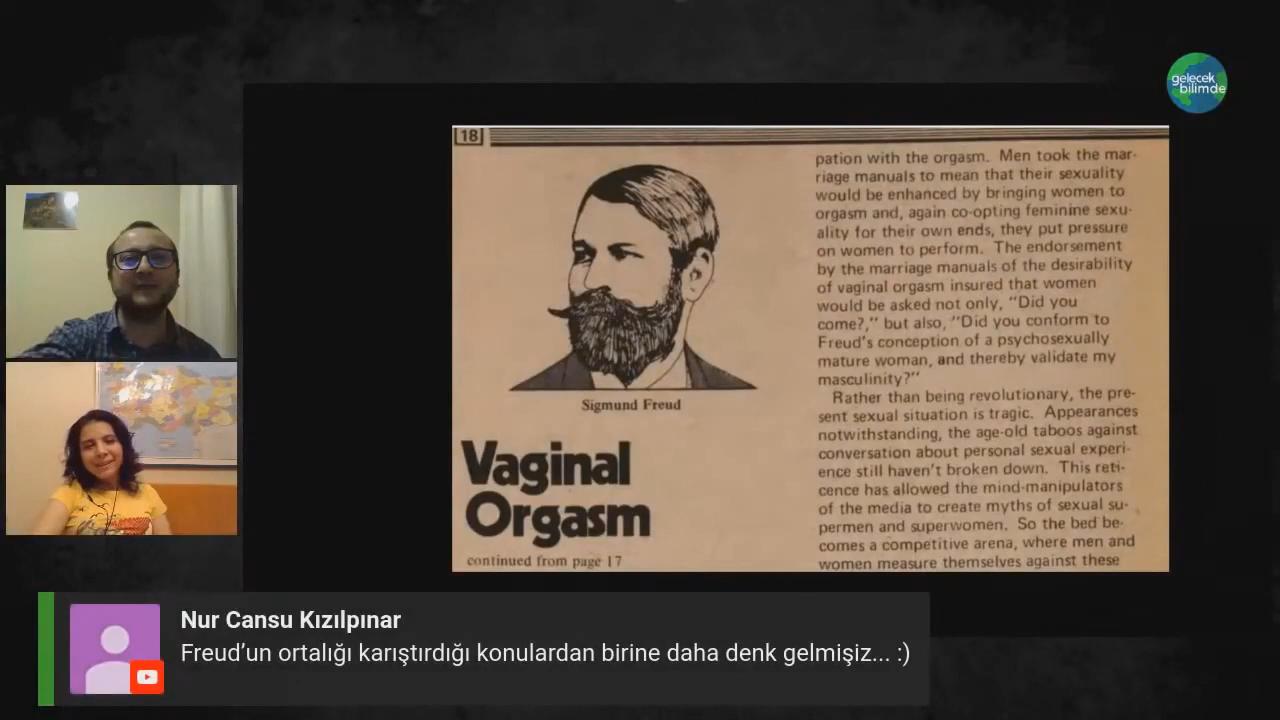 gelecek
bilimde
18
Sigmund Freud
Vaginal
Orgasm
continued from page 17
pation with the orgasm. Men took the mar-
riage manuals to mean that their sexuality
would be enhanced by bringing women to
orgasm and, again co-opting feminine sexu-
ality for their own ends, they put pressure
on women to perform. The endorsement
by the marriage manuals of the desirability
of vaginal orgasm insured that women
would be asked not only, “Did you
come?,” but also, “Did you conform to
Freud’s conception of a psychosexually
mature woman, and thereby validate my
masculinity?”
Rather than being revolutionary, the pre-
sent sexual situation is tragic. Appearances
notwithstanding, the age-old taboos against
conversation about personal sexual experi-
ence still haven’t broken down. This reti-
cence has allowed the mind-manipulators
of the media to create myths of sexual su-
permen and superwomen. So the bed be-
comes a competitive arena, where men and
women measure themselves against these
Nur Cansu Kızılpınar
Freud’un ortalığı karıştırdığı konulardan birine daha denk gelmişiz... :)